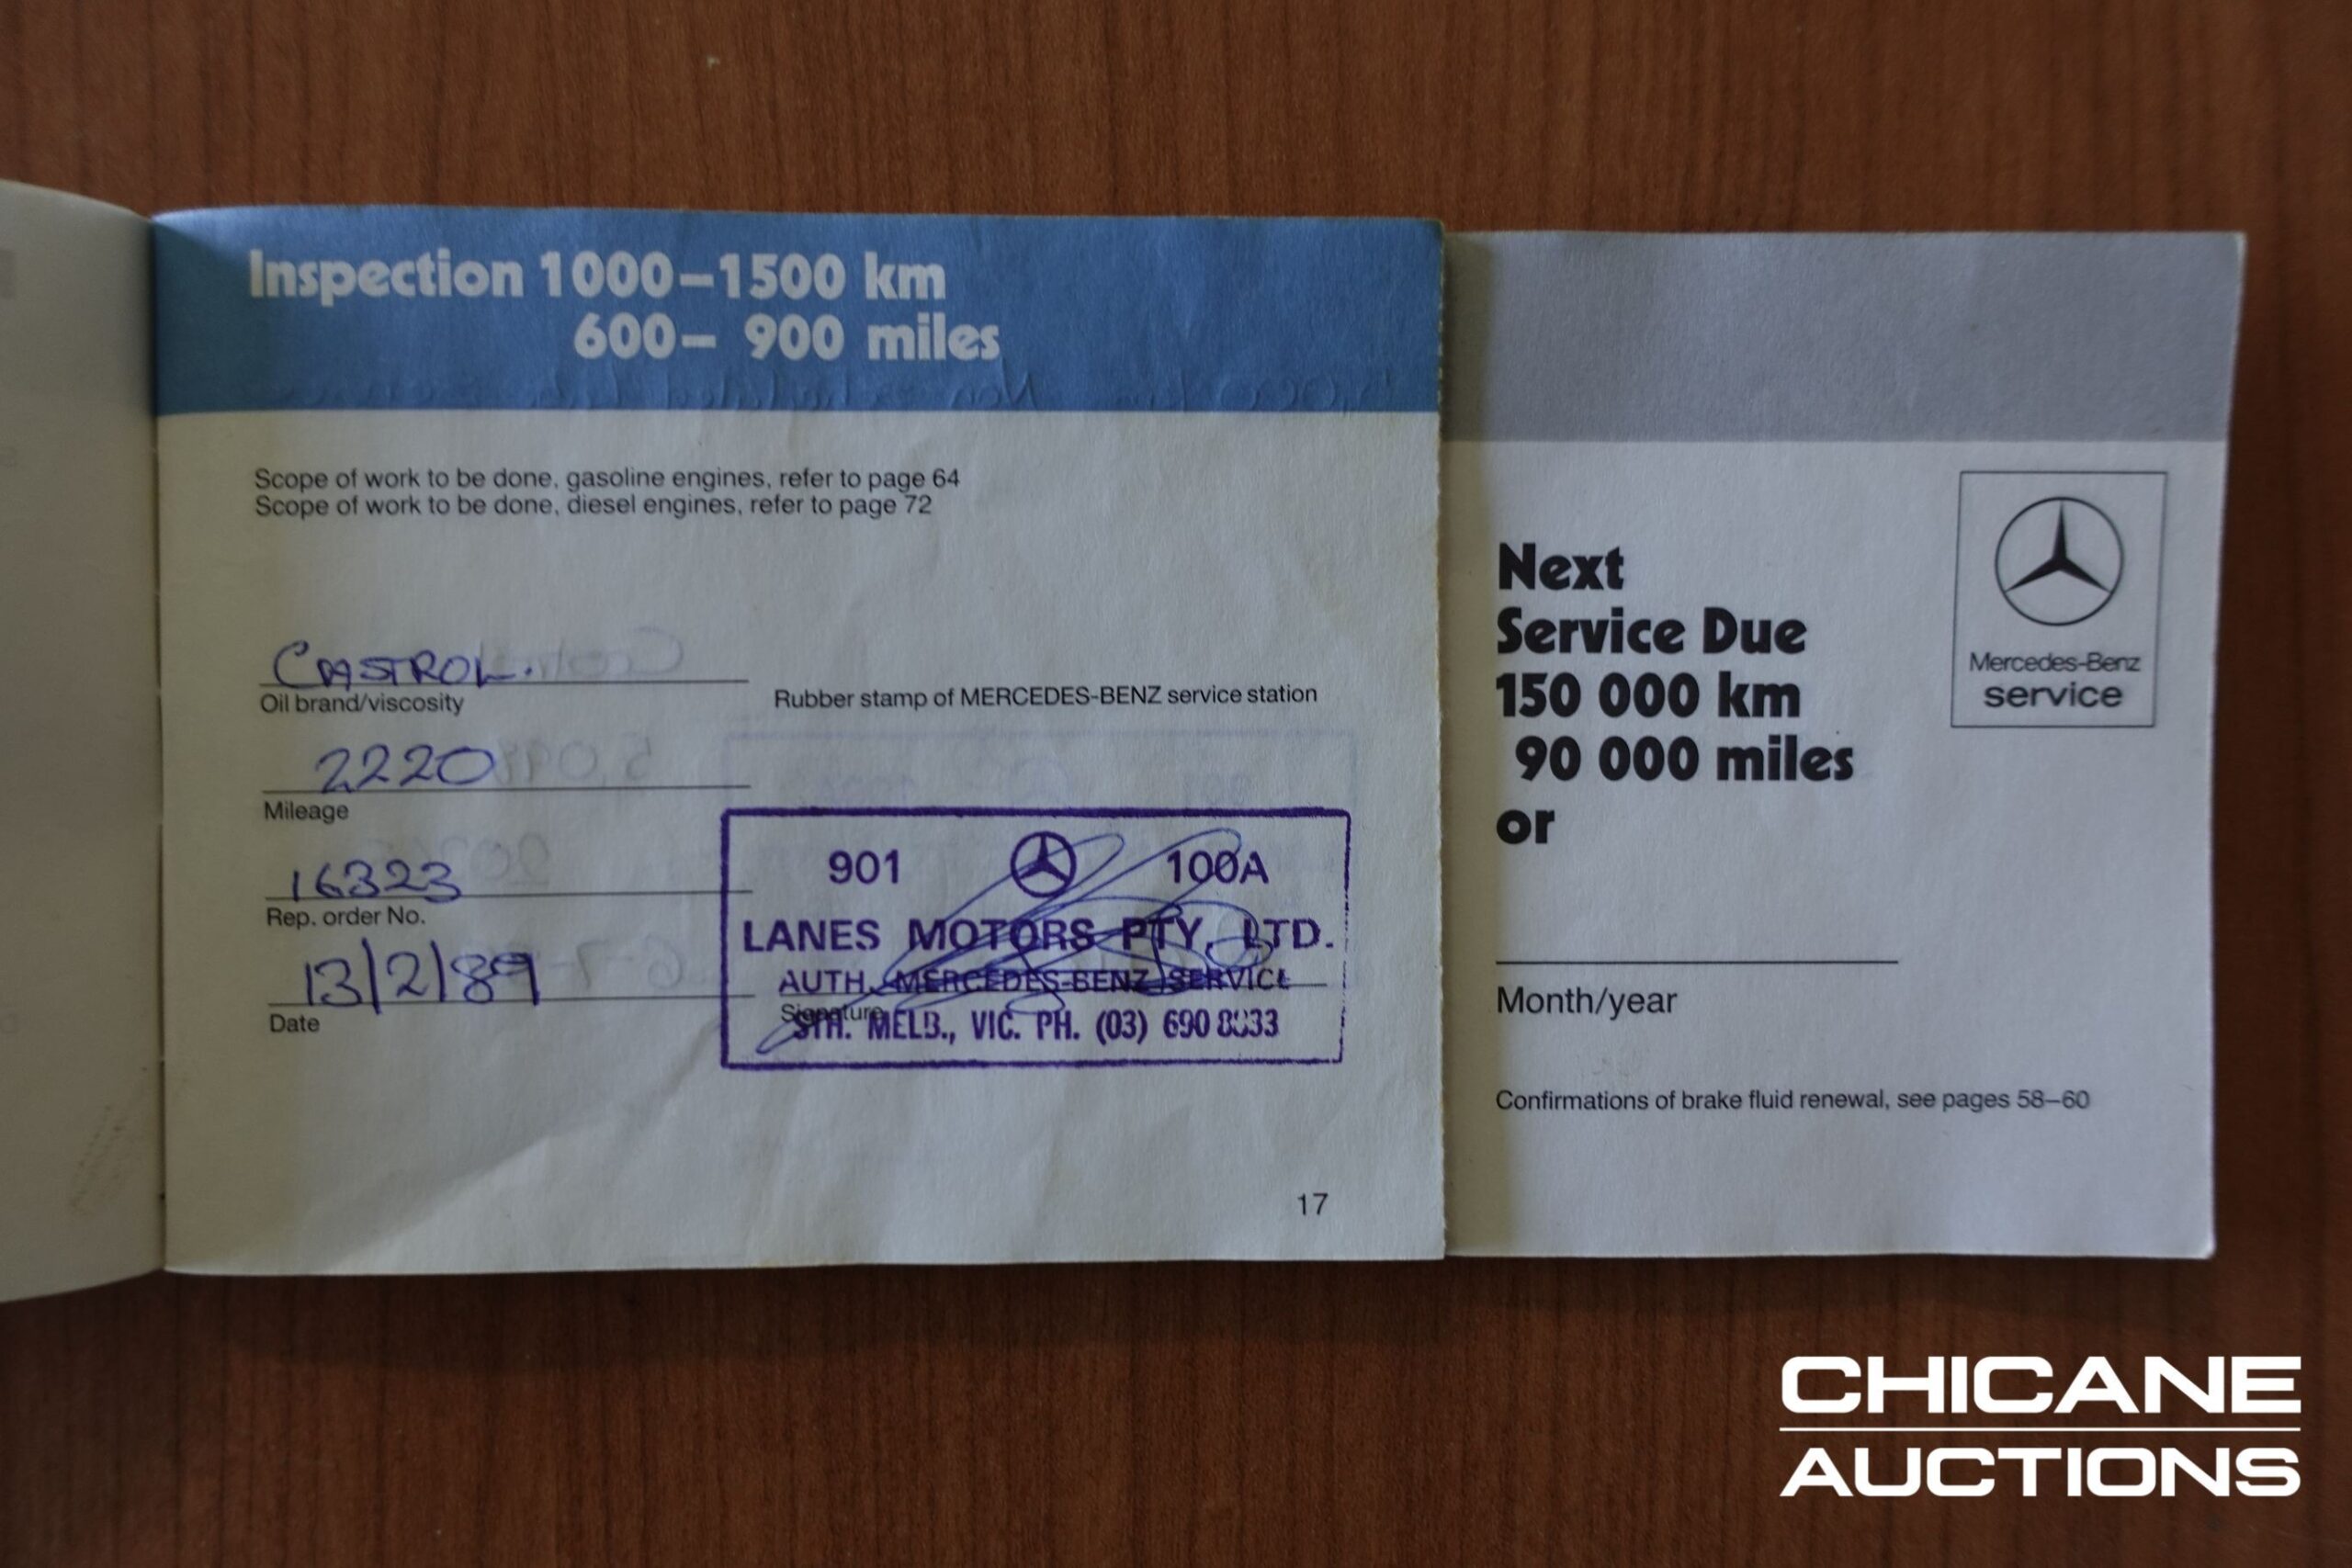 Inspection 1000–1500 km
600– 900 miles
Scope of work to be done, gasoline engines, refer to page 64
Scope of work to be done, diesel engines, refer to page 72
CASTROL.
Oil brand/viscosity
Rubber stamp of MERCEDES-BENZ service station
2220
Mileage
16323
Rep. order No.
13/2/89
Date
901 100A
LANES MOTORS PTY. LTD.
AUTH. MERCEDES-BENZ SERVICE
Signature
STH. MELB., VIC. PH. (03) 690 8833
17
Next
Service Due
150 000 km
90 000 miles
or
Month/year
Confirmations of brake fluid renewal, see pages 58–60
Mercedes-Benz
service
CHICANE
AUCTIONS